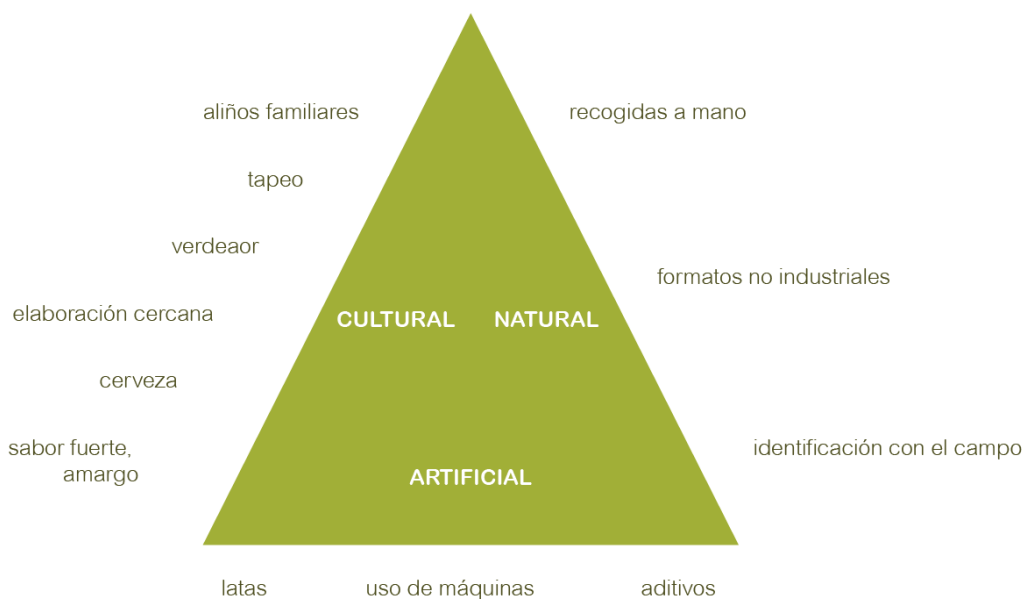 aliños familiares
recogidas a mano
tapeo
verdeaor
formatos no industriales
elaboración cercana
CULTURAL
NATURAL
cerveza
sabor fuerte,
amargo
identificación con el campo
ARTIFICIAL
latas
uso de máquinas
aditivos